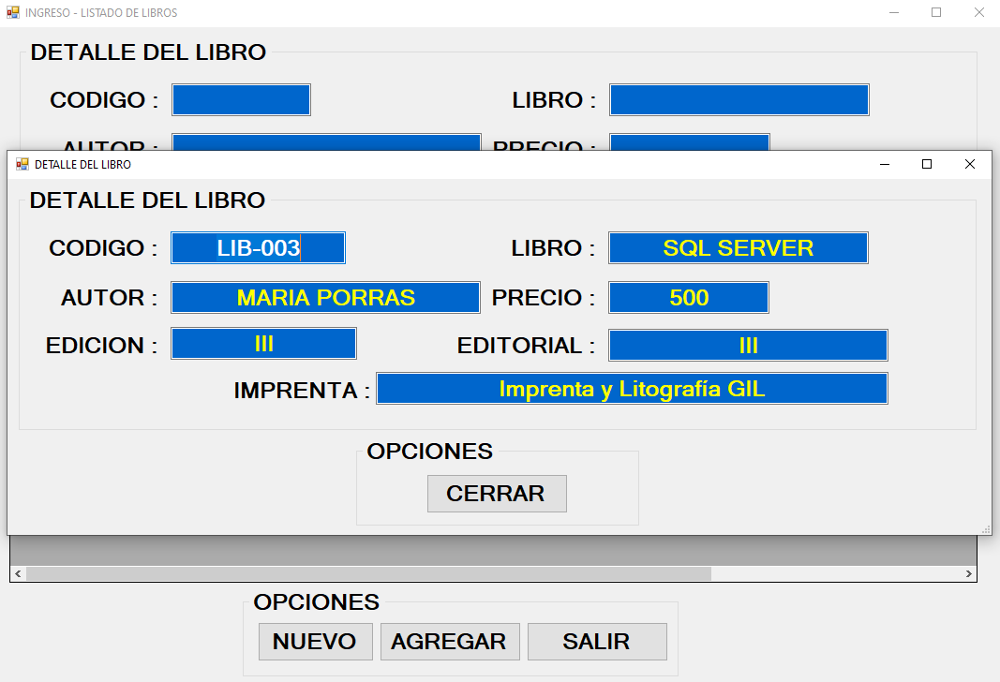 INGRESO - LISTADO DE LIBROS
DETALLE DEL LIBRO
CODIGO : LIBRO :
AUTOR : PRECIO :
DETALLE DEL LIBRO
DETALLE DEL LIBRO
CODIGO : LIB-003 LIBRO : SQL SERVER
AUTOR : MARIA PORRAS PRECIO : 500
EDICION : III EDITORIAL : III
IMPRENTA : Imprenta y Litografía GIL
OPCIONES
CERRAR
OPCIONES
NUEVO AGREGAR SALIR